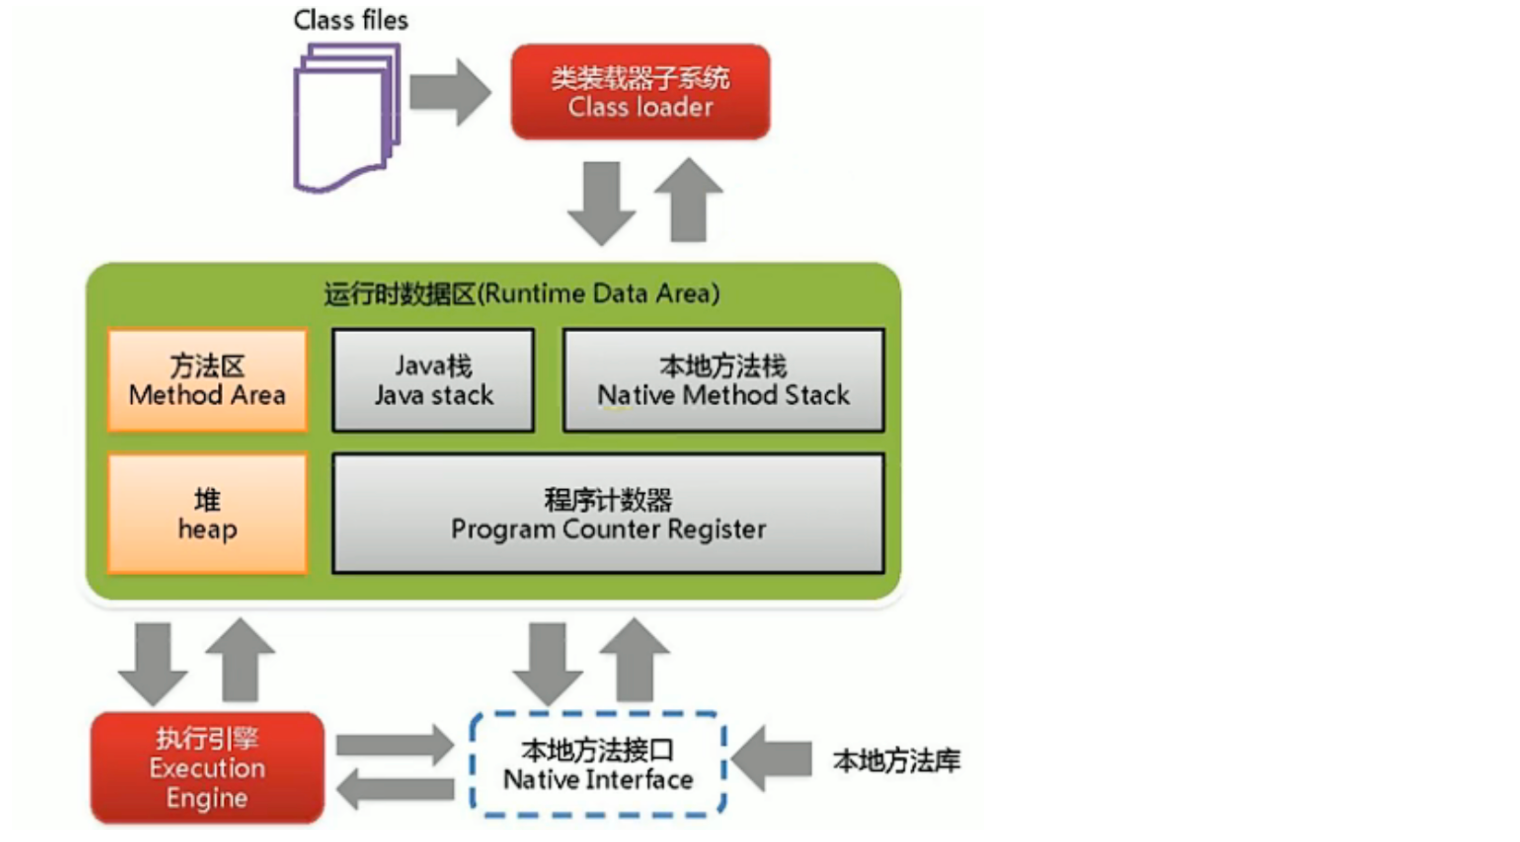 Class files
类装载器子系统
Class loader
运行时数据区(Runtime Data Area)
方法区
Method Area
Java栈
Java stack
本地方法栈
Native Method Stack
堆
heap
程序计数器
Program Counter Register
执行引擎
Execution
Engine
本地方法接口
Native Interface
本地方法库